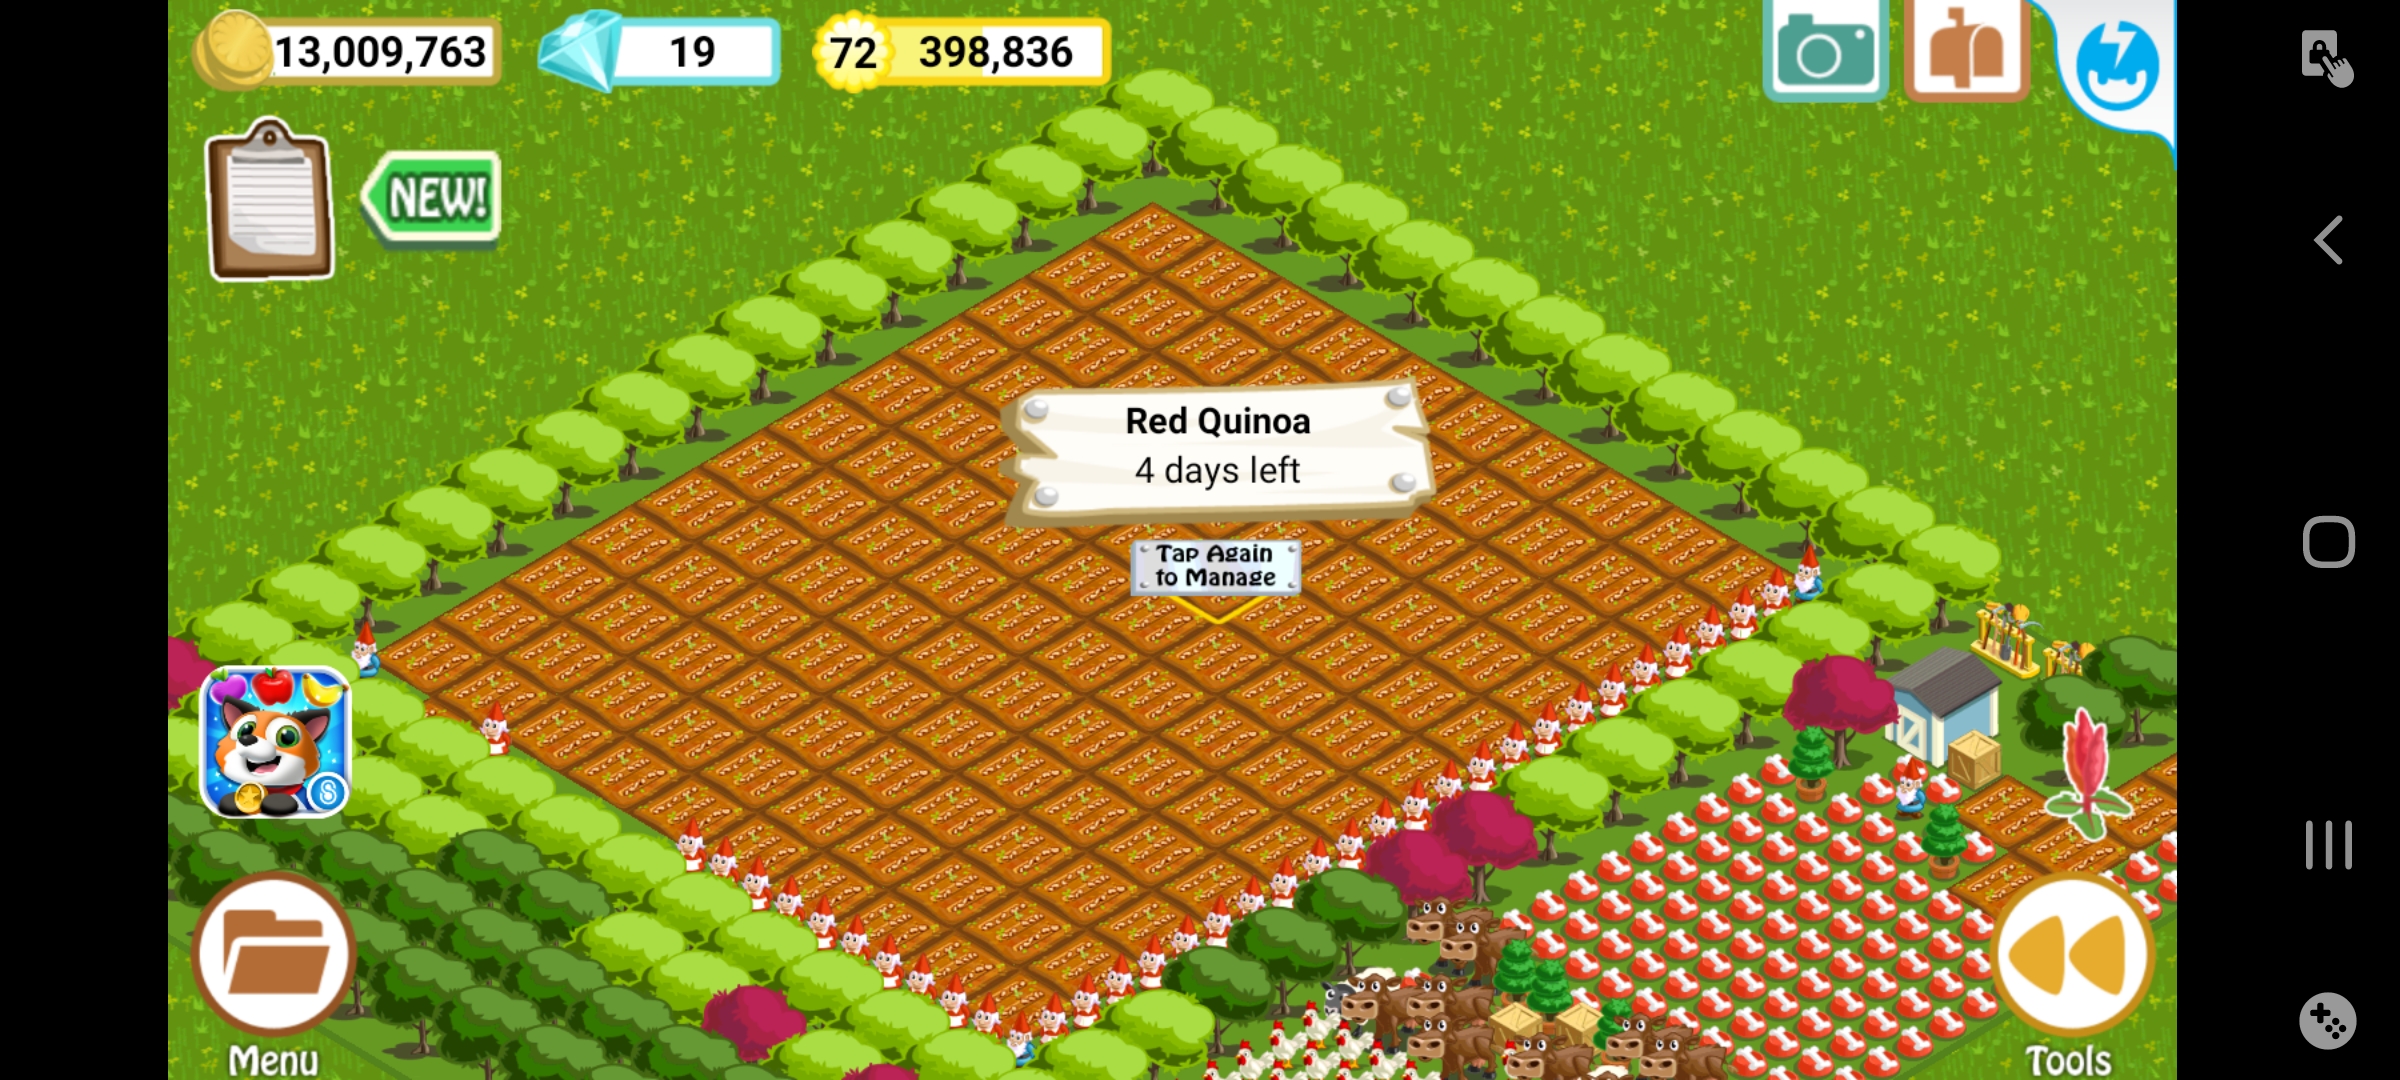 13,009,763
19
72
398,836
NEW!
Red Quinoa
4 days left
Tap Again
to Manage
Menu
Tools